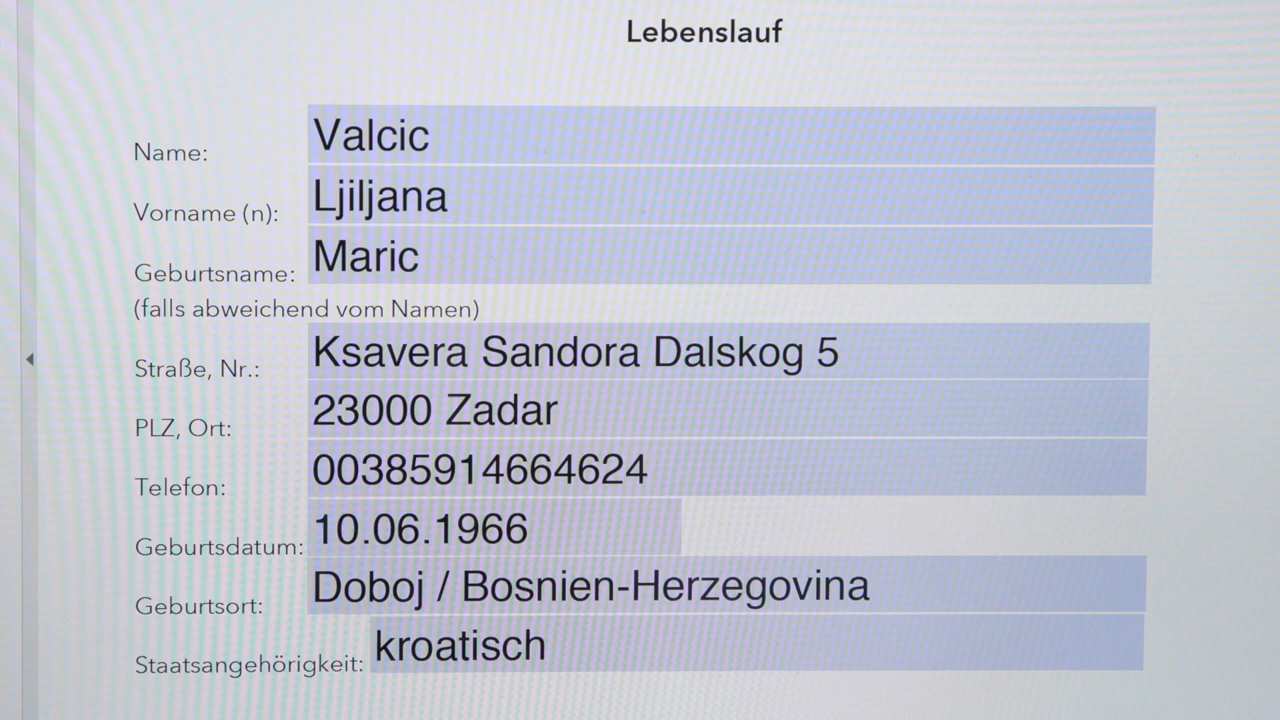 Lebenslauf
Name: Valcic
Vorname (n): Ljiljana
Geburtsname: Maric
(falls abweichend vom Namen)
Straße, Nr.: Ksavera Sandora Dalskog 5
PLZ, Ort: 23000 Zadar
Telefon: 00385914664624
Geburtsdatum: 10.06.1966
Geburtsort: Doboj / Bosnien-Herzegovina
Staatsangehörigkeit: kroatisch